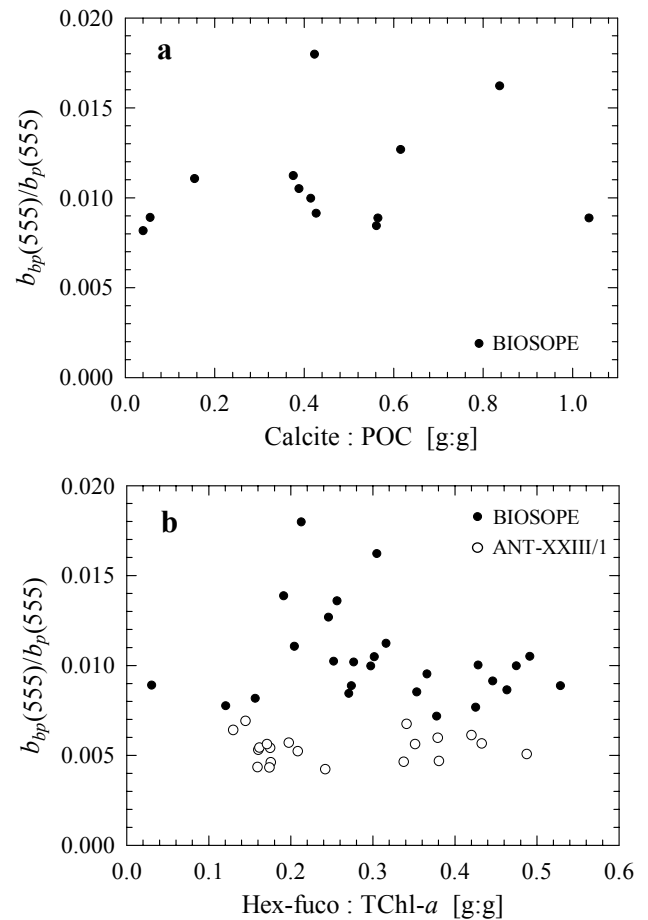 a
0.020
0.015
0.010
0.005
0.000
b_bp(555)/b_p(555)
BIOSOPE
0.0 0.2 0.4 0.6 0.8 1.0
Calcite : POC [g:g]
b
0.020
0.015
0.010
0.005
0.000
b_bp(555)/b_p(555)
BIOSOPE
ANT-XXIII/1
0.0 0.1 0.2 0.3 0.4 0.5 0.6
Hex-fuco : TChl-a [g:g]